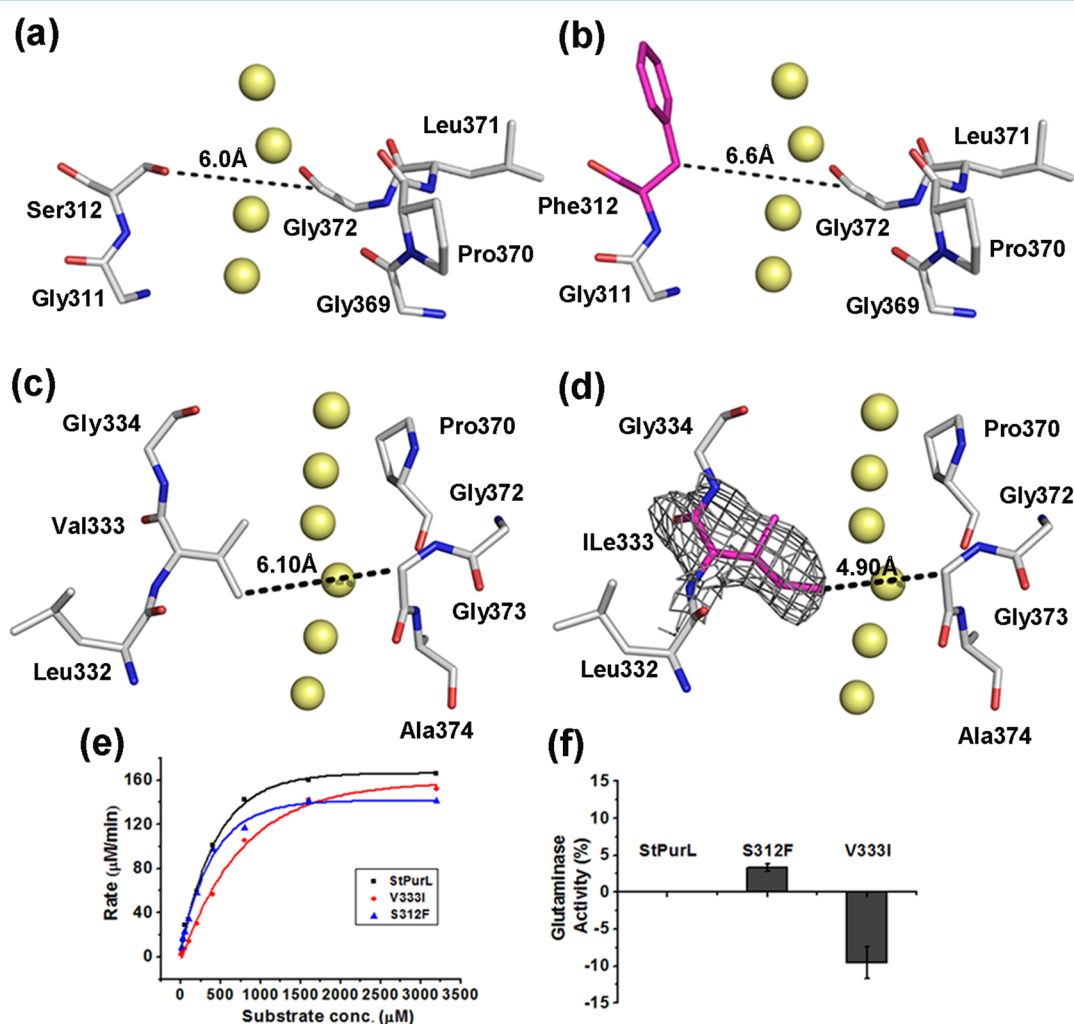 (a)
6.0Å
Leu371
Ser312
Gly372
Pro370
Gly311
Gly369
(b)
6.6Å
Leu371
Phe312
Gly372
Pro370
Gly311
Gly369
(c)
Gly334
Pro370
Gly372
Val333
6.10Å
Gly373
Leu332
Ala374
(d)
Gly334
Pro370
Gly372
ILe333
4.90Å
Gly373
Leu332
Ala374
(e)
Rate (µM/min)
160
120
80
40
0
StPurL
V333I
S312F
0 500 1000 1500 2000 2500 3000 3500
Substrate conc. (µM)
(f)
Glutaminase
Activity (%)
15
10
5
0
-5
-10
-15
StPurL S312F V333I